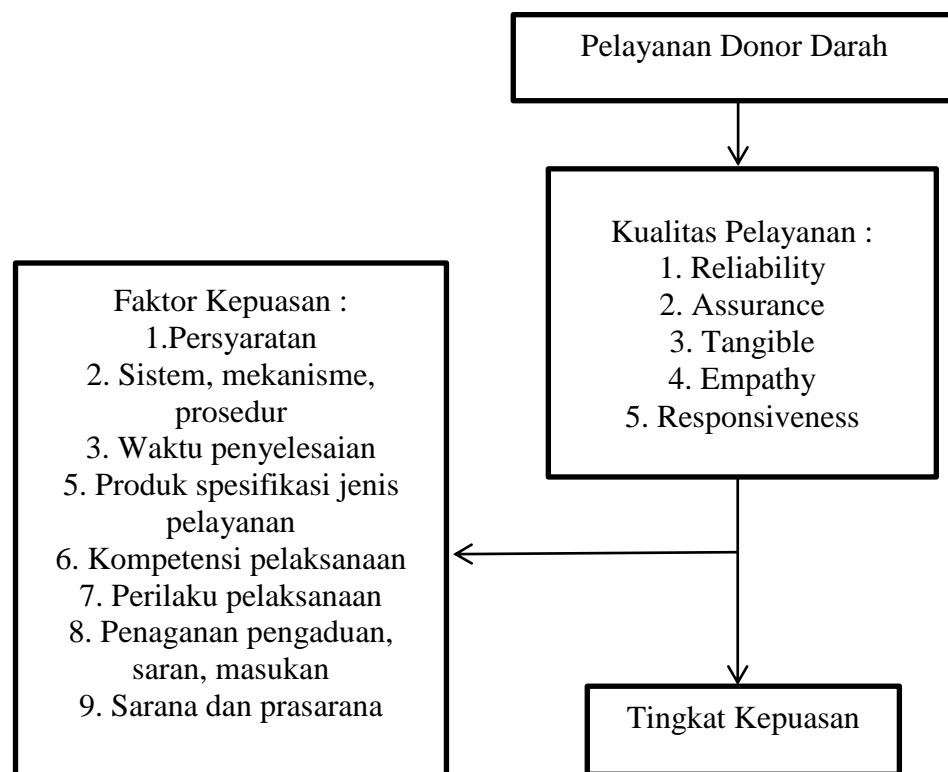 Pelayanan Donor Darah
Kualitas Pelayanan :
1. Reliability
2. Assurance
3. Tangible
4. Empathy
5. Responsiveness
Faktor Kepuasan :
1.Persyaratan
2. Sistem, mekanisme,
prosedur
3. Waktu penyelesaian
5. Produk spesifikasi jenis
pelayanan
6. Kompetensi pelaksanaan
7. Perilaku pelaksanaan
8. Penaganan pengaduan,
saran, masukan
9. Sarana dan prasarana
Tingkat Kepuasan